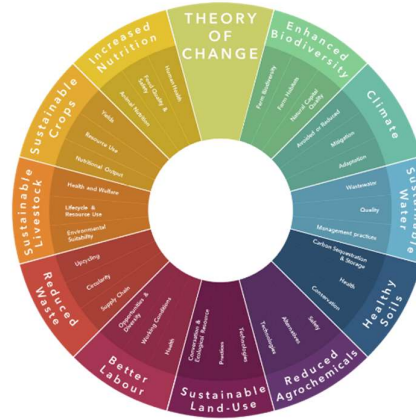 THEORY
OF
CHANGE
Enhanced
Biodiversity
Farm Biodiversity
Farm Habitats
Natural Capital
Quality
Climate
Avoided or Reduced
Mitigation
Adaptation
Sustainable
Water
Wastewater
Quality
Management practices
Healthy
Soils
Carbon Sequestration
& Storage
Health
Conservation
Reduced
Agrochemicals
Safety
Alternatives
Technologies
Sustainable
Land-Use
Technologies
Practices
Conservation &
Ecological Resource
Better
Labour
Health
Working Conditions
Opportunities &
Diversity
Reduced
Waste
Supply Chain
Circularity
Upcycling
Sustainable
Livestock
Environmental
Suitability
Lifecycle &
Resourse Use
Health and Welfare
Sustainable
Crops
Nutritional Output
Resourse Use
Yields
Increased
Nutrition
Animal Nutrition
Food Quality &
Safety
Human Health